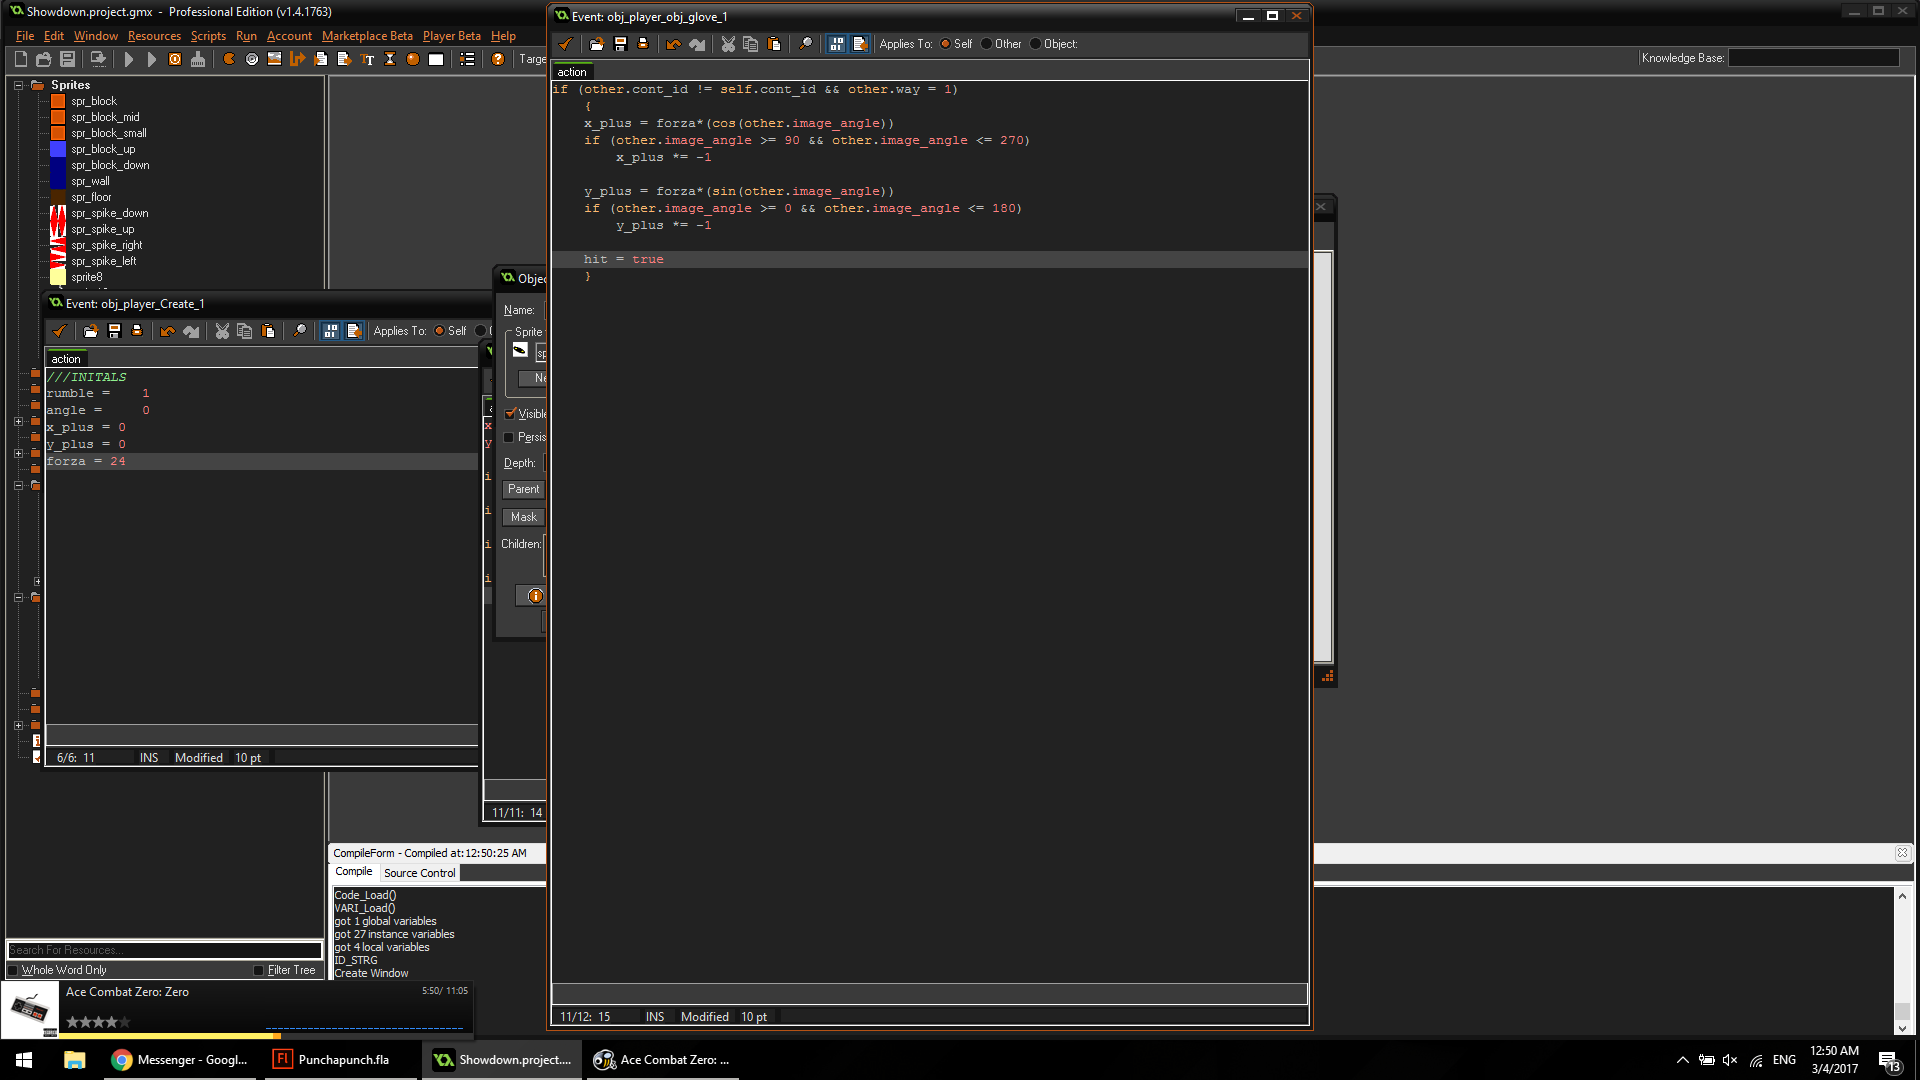 Showdown.project.gmx - Professional Edition (v1.4.1763)
File Edit Window Resources Scripts Run Account Marketplace Beta Player Beta Help
Knowledge Base:
Sprites
spr_block
spr_block_mid
spr_block_small
spr_block_up
spr_block_down
spr_wall
spr_floor
spr_spike_down
spr_spike_up
spr_spike_right
spr_spike_left
sprite8
Event: obj_player_Create_1
Applies To: Self
action
///INITALS
rumble = 1
angle = 0
x_plus = 0
y_plus = 0
forza = 24
6/6: 11 INS Modified 10 pt
Name:
Sprite
Visible
Depth:
Parent
Mask
Children:
11/11: 14
Event: obj_player_obj_glove_1
Applies To: Self Other Object:
action
if (other.cont_id != self.cont_id && other.way = 1)
{
x_plus = forza*(cos(other.image_angle))
if (other.image_angle >= 90 && other.image_angle <= 270)
x_plus *= -1
y_plus = forza*(sin(other.image_angle))
if (other.image_angle >= 0 && other.image_angle <= 180)
y_plus *= -1
hit = true
}
11/12: 15 INS Modified 10 pt
CompileForm - Compiled at:12:50:25 AM
Compile Source Control
Code_Load()
VARI_Load()
got 1 global variables
got 27 instance variables
got 4 local variables
ID_STRG
Create Window
Search For Resources...
Whole Word Only Filter Tree
Ace Combat Zero: Zero 5:50/ 11:05
Messenger - Googl... Punchapunch.fla Showdown.project.... Ace Combat Zero: ...
ENG
12:50 AM
3/4/2017
13